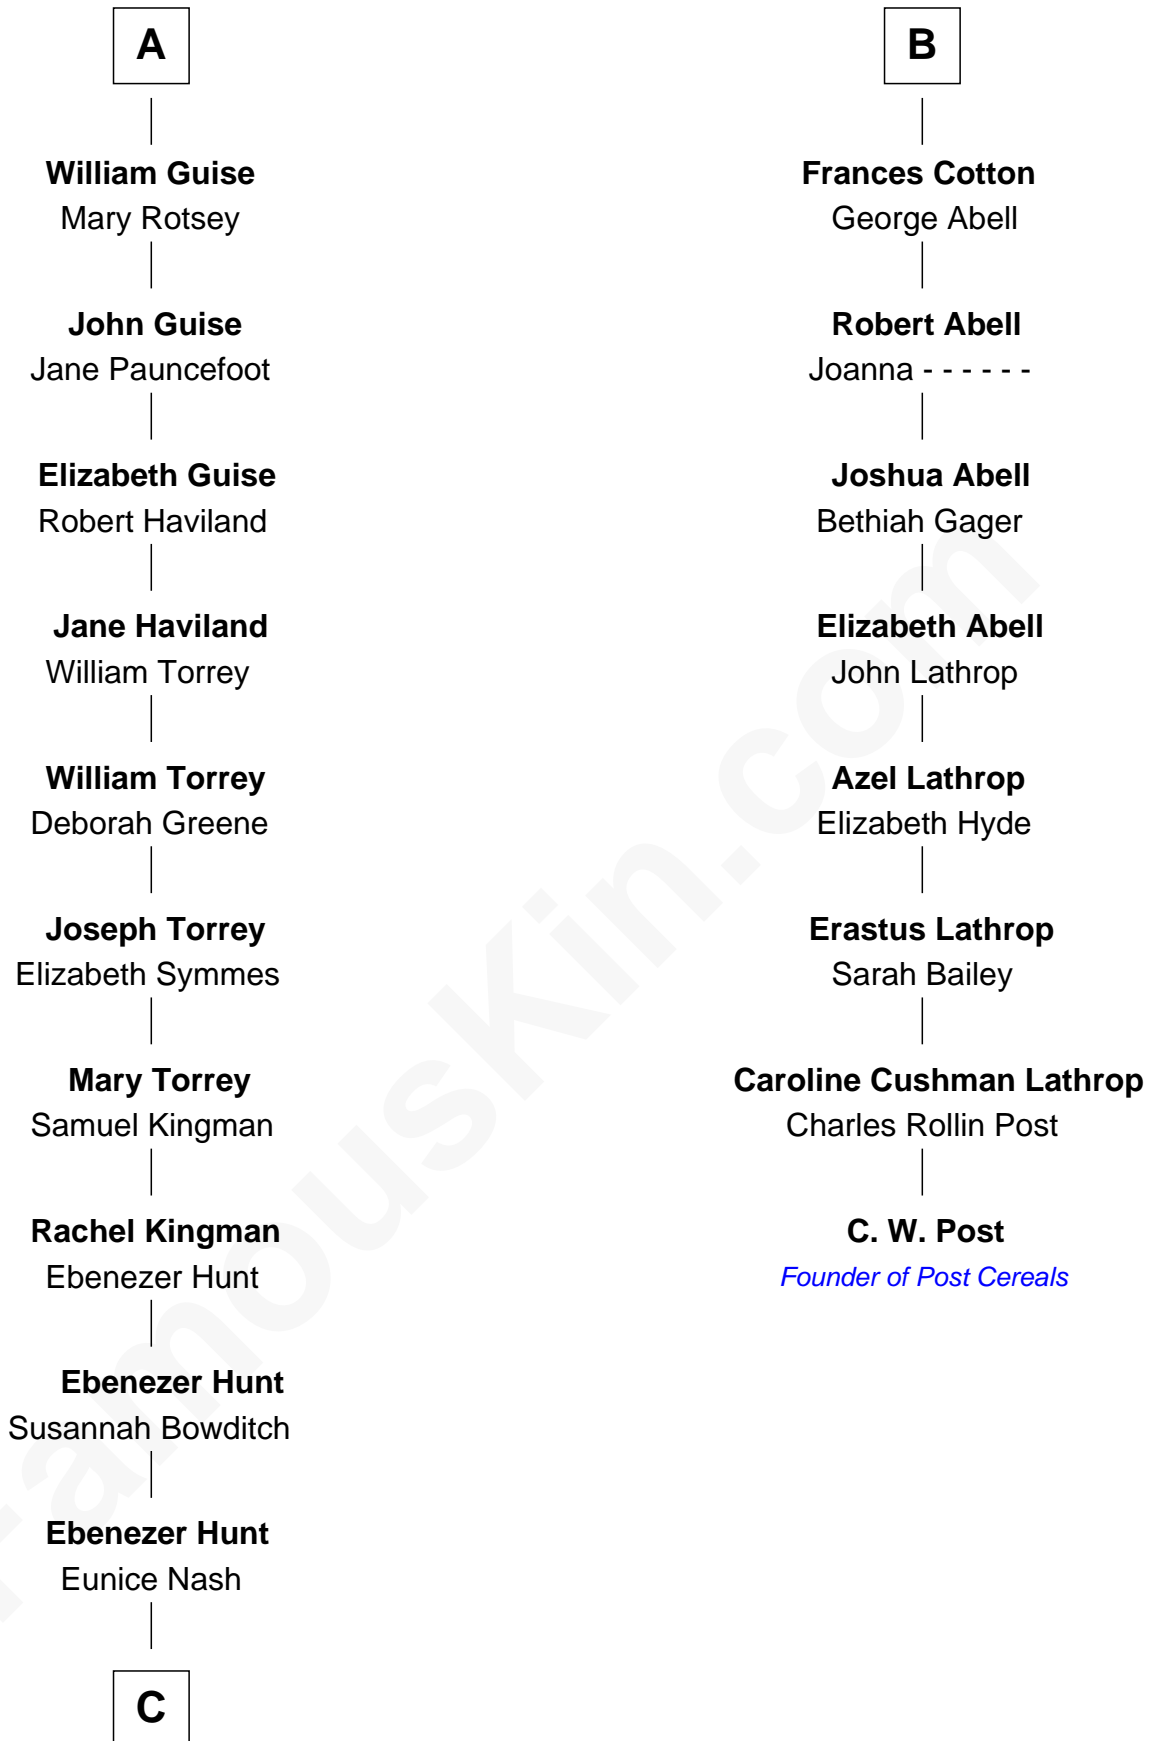 A
William Guise
Mary Rotsey
John Guise
Jane Pauncefoot
Elizabeth Guise
Robert Haviland
Jane Haviland
William Torrey
William Torrey
Deborah Greene
Joseph Torrey
Elizabeth Symmes
Mary Torrey
Samuel Kingman
Rachel Kingman
Ebenezer Hunt
Ebenezer Hunt
Susannah Bowditch
Ebenezer Hunt
Eunice Nash
C
B
Frances Cotton
George Abell
Robert Abell
Joanna - - - - - -
Joshua Abell
Bethiah Gager
Elizabeth Abell
John Lathrop
Azel Lathrop
Elizabeth Hyde
Erastus Lathrop
Sarah Bailey
Caroline Cushman Lathrop
Charles Rollin Post
C. W. Post
Founder of Post Cereals
FamousKin.com